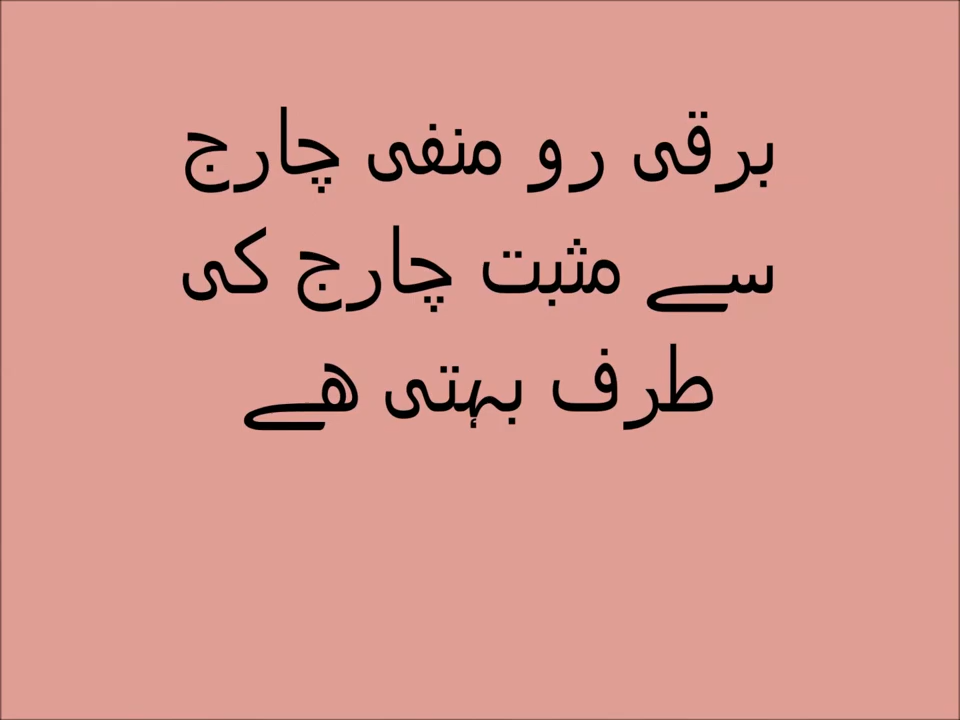 برقی رو منفی چارج
سے مثبت چارج کی
طرف بہتی ھے